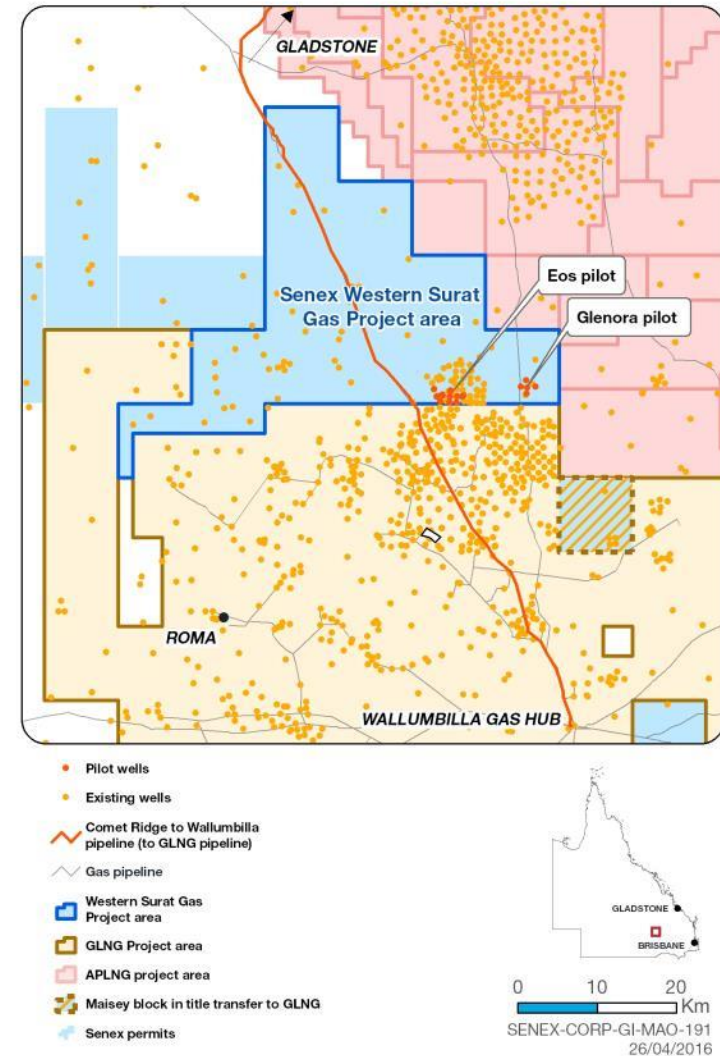 GLADSTONE
Eos pilot
Senex Western Surat
Gas Project area
Glenora pilot
ROMA
WALLUMBILLA GAS HUB
Pilot wells
Existing wells
Comet Ridge to Wallumbilla
pipeline (to GLNG pipeline)
Gas pipeline
Western Surat Gas
Project area
GLNG Project area
APLNG project area
Maisey block in title transfer to GLNG
Senex permits
GLADSTONE
BRISBANE
0 10 20
Km
SENEX-CORP-GI-MAO-191
26/04/2016